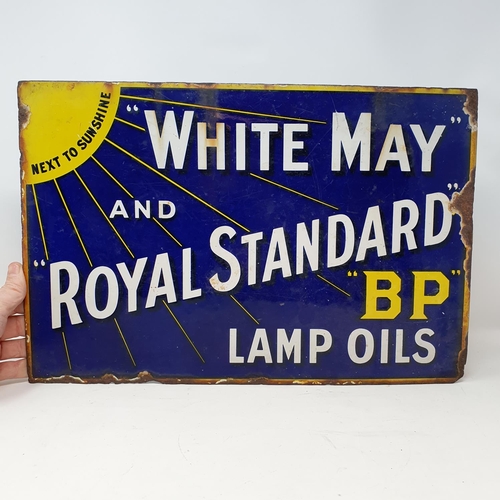 NEXT TO SUNSHINE
"WHITE MAY"
AND
"ROYAL STANDARD"
"BP"
LAMP OILS